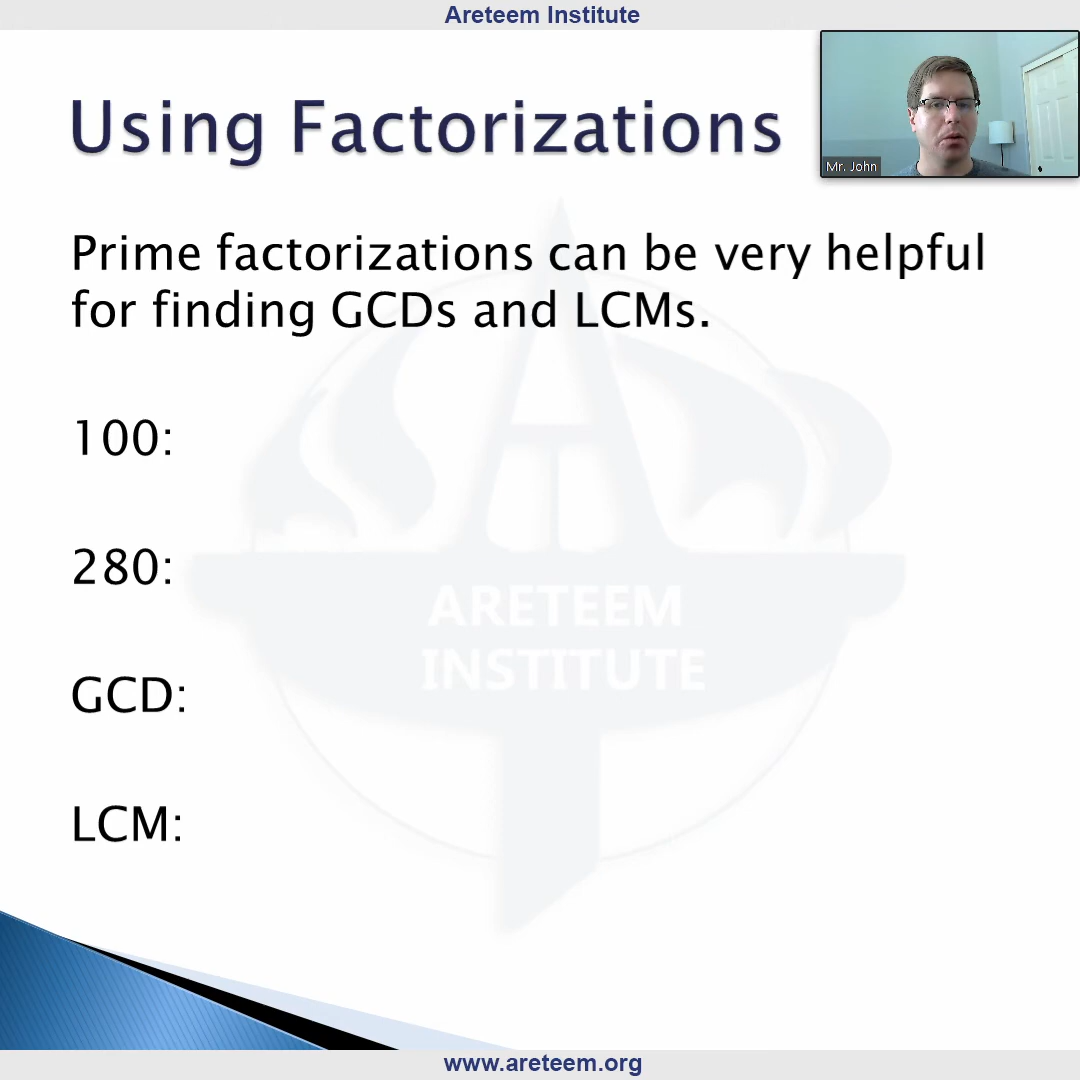 Areteem Institute
Using Factorizations
Mr. John
Prime factorizations can be very helpful
for finding GCDs and LCMs.
100:
280:
ARETEEM
INSTITUTE
GCD:
LCM:
www.areteem.org